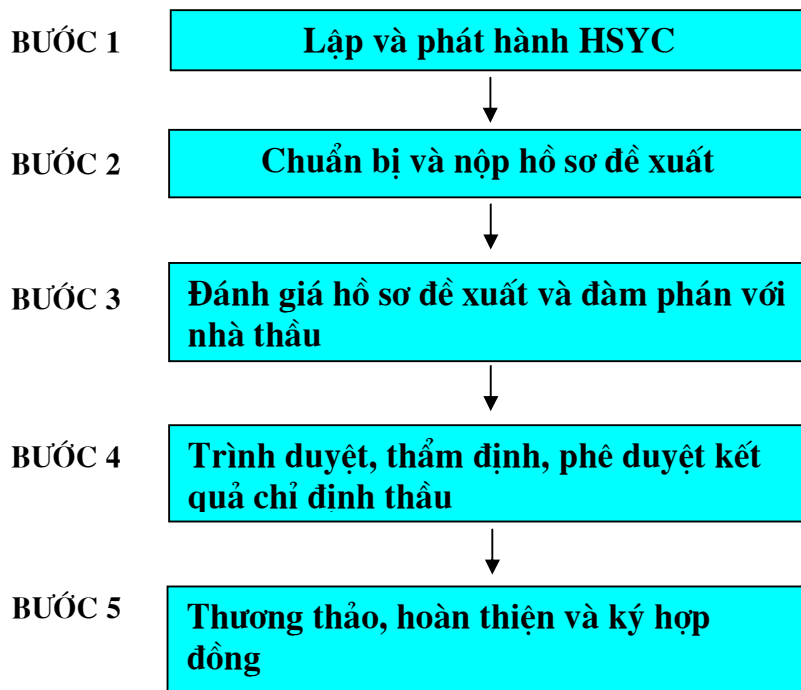 BƯỚC 1
Lập và phát hành HSYC
BƯỚC 2
Chuẩn bị và nộp hồ sơ đề xuất
BƯỚC 3
Đánh giá hồ sơ đề xuất và đàm phán với
nhà thầu
BƯỚC 4
Trình duyệt, thẩm định, phê duyệt kết
quả chỉ định thầu
BƯỚC 5
Thương thảo, hoàn thiện và ký hợp
đồng